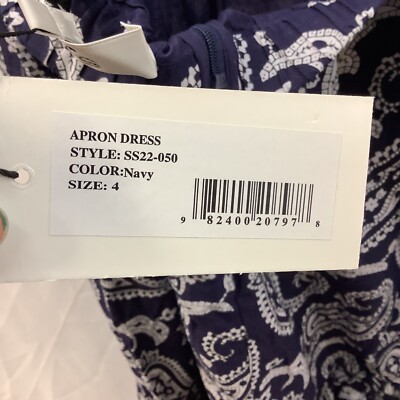 APRON DRESS
STYLE: SS22-050
COLOR:Navy
SIZE: 4
9 82400 20797 8